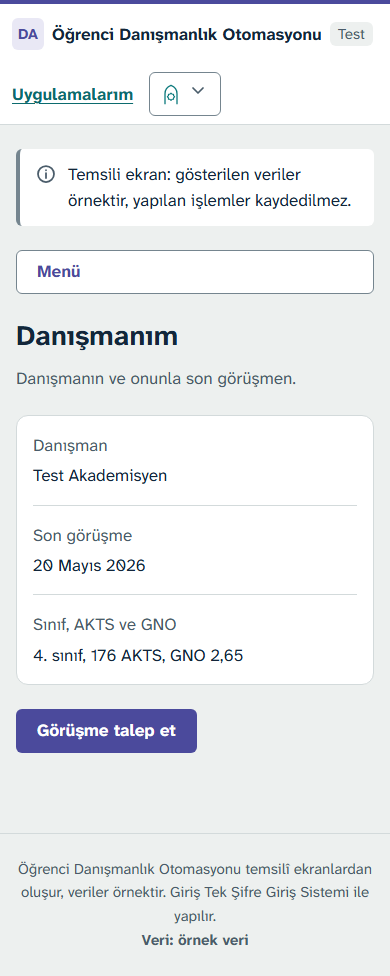 DA Öğrenci Danışmanlık Otomasyonu Test
Uygulamalarım
Temsili ekran: gösterilen veriler
örnektir, yapılan işlemler kaydedilmez.
Menü
Danışmanım
Danışmanın ve onunla son görüşmen.
Danışman
Test Akademisyen
Son görüşme
20 Mayıs 2026
Sınıf, AKTS ve GNO
4. sınıf, 176 AKTS, GNO 2,65
Görüşme talep et
Öğrenci Danışmanlık Otomasyonu temsilî ekranlardan
oluşur, veriler örnektir. Giriş Tek Şifre Giriş Sistemi ile
yapılır.
Veri: örnek veri